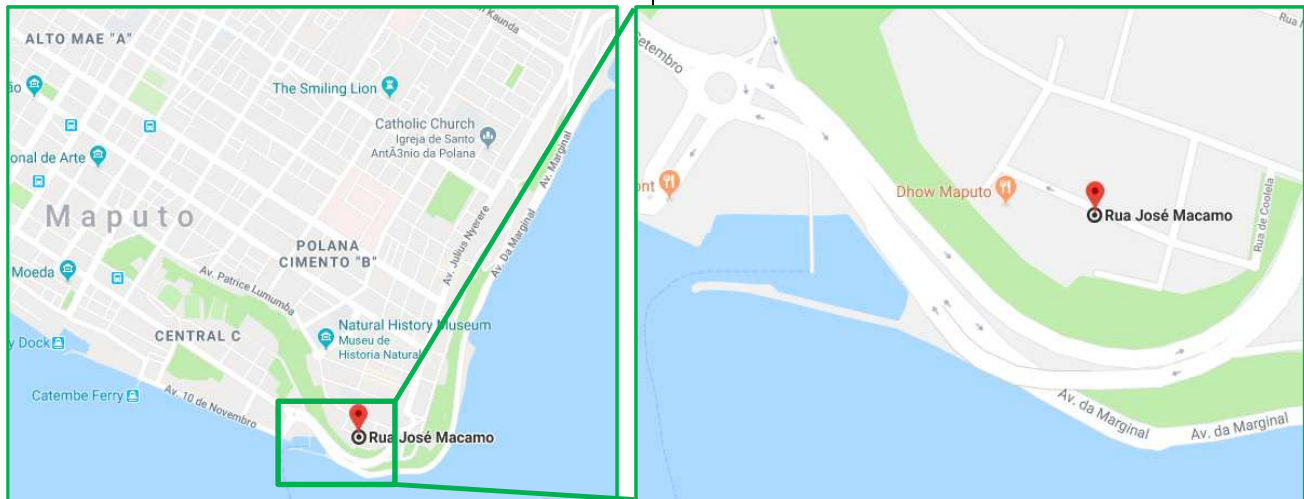 Kaunda
ALTO MAE "A"
The Smiling Lion
Catholic Church
Igreja de Santo
AntÃ3nio da Polana
Av. Marginal
onal de Arte
Maputo
POLANA
CIMENTO "B"
Av. Julius Nyerere
Av. Da Marginal
Moeda
Av. Patrice Lumumba
CENTRAL C
Natural History Museum
Museu de
Historia Natural
y Dock
Catembe Ferry
Av. 10 de Novembro
Rua José Macamo
Setembro
Rua
ont
Dhow Maputo
Rua José Macamo
Rua de Coolela
Av. da Marginal
Av. da Marginal